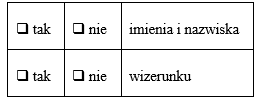 ❑ tak ❑ nie imienia i nazwiska
❑ tak ❑ nie wizerunku